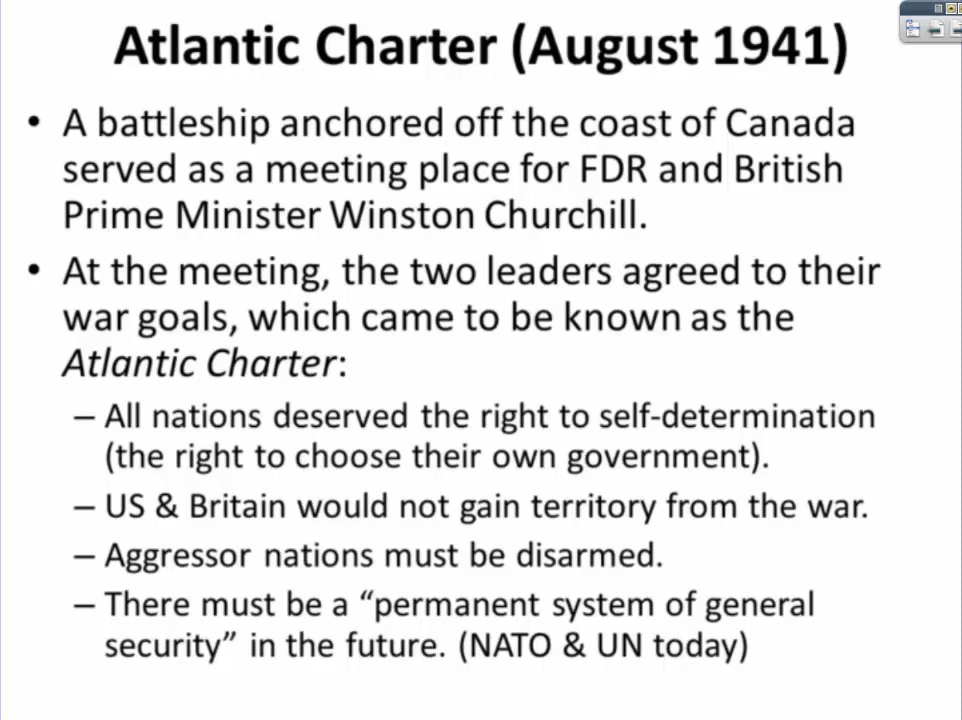 Atlantic Charter (August 1941)
• A battleship anchored off the coast of Canada
served as a meeting place for FDR and British
Prime Minister Winston Churchill.
• At the meeting, the two leaders agreed to their
war goals, which came to be known as the
Atlantic Charter:
– All nations deserved the right to self-determination
(the right to choose their own government).
– US & Britain would not gain territory from the war.
– Aggressor nations must be disarmed.
– There must be a “permanent system of general
security” in the future. (NATO & UN today)